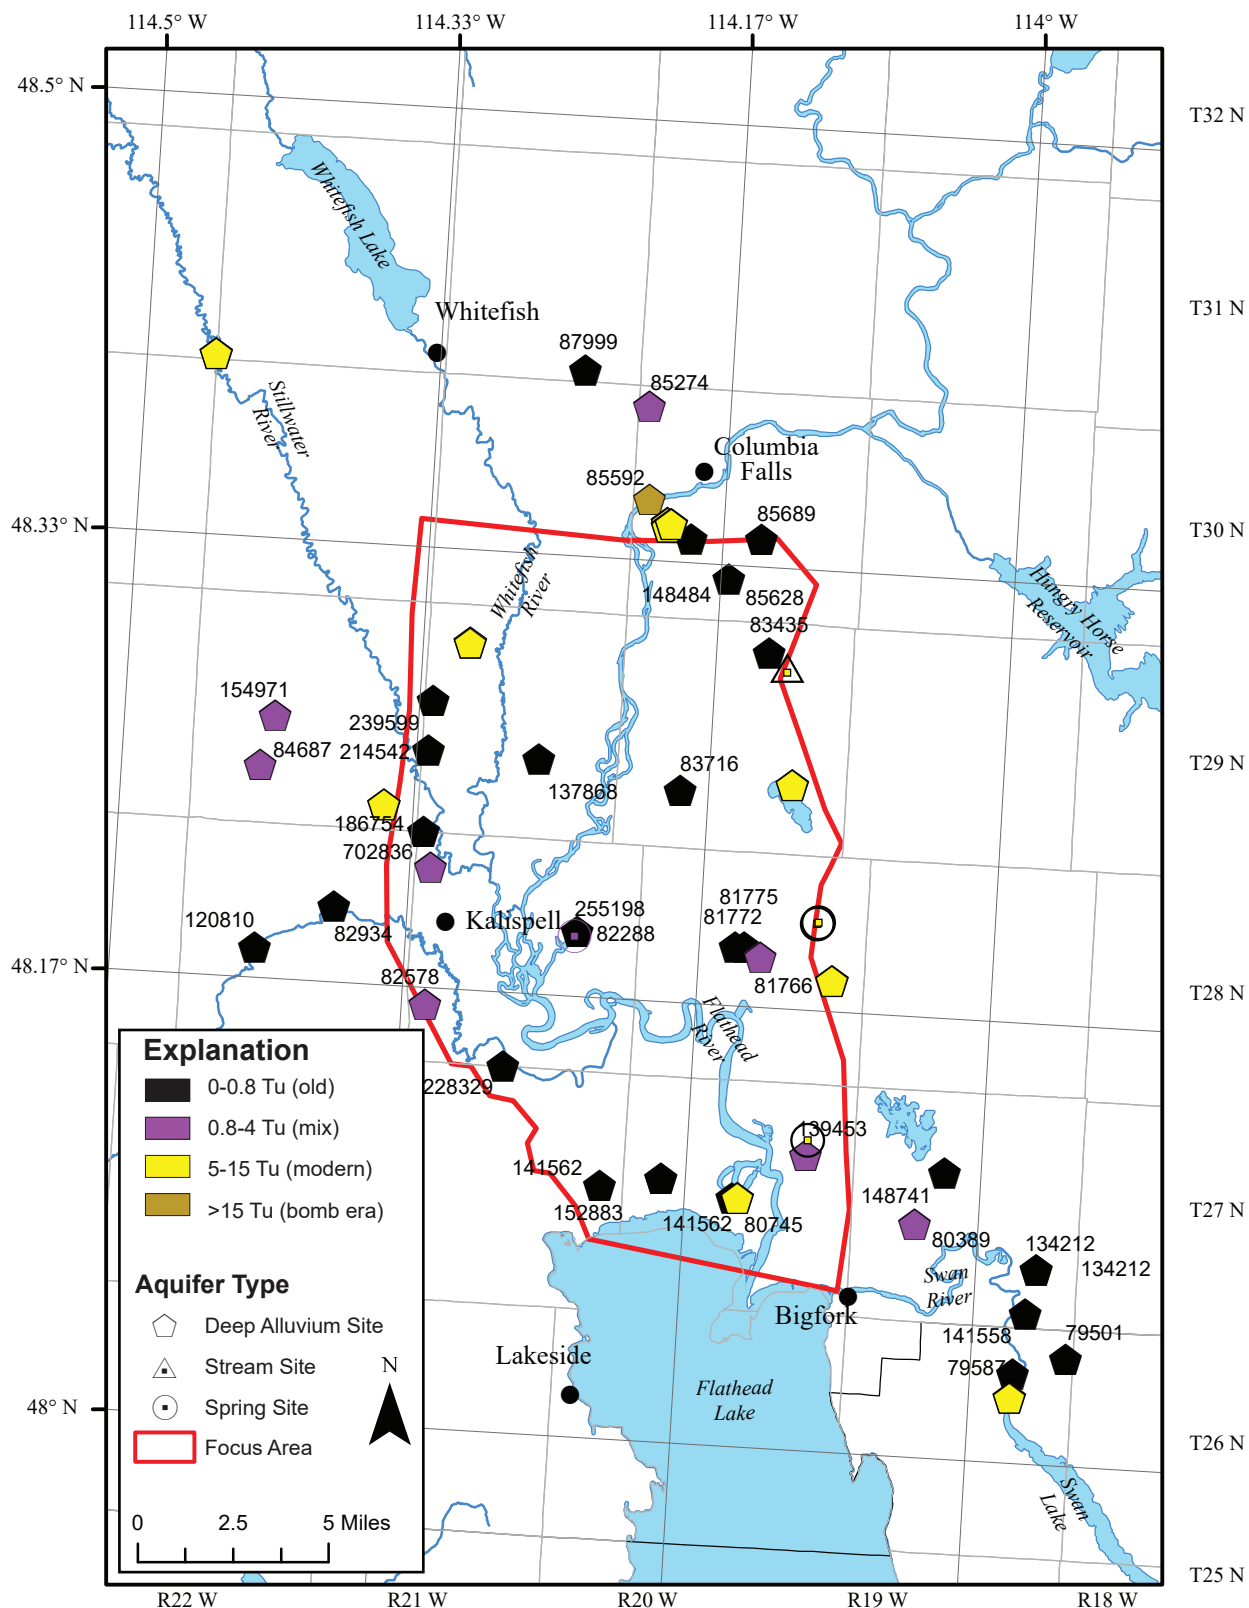 114.5° W
114.33° W
114.17° W
114° W
48.5° N
T32 N
Whitefish Lake
T31 N
Whitefish
87999
85274
Stillwater
River
Columbia
Falls
85592
85689
48.33° N
T30 N
148484
85628
Whitefish
River
Hungry Horse
Reservoir
83435
154971
239599
84687
214542
83716
T29 N
137868
186754
702836
81775
255198
120810
81772
Kalispell
82288
82934
48.17° N
82578
81766
T28 N
Flathead
River
228329
139453
141562
148741
152883
141562
80745
T27 N
80389
134212
134212
Swan
River
Bigfork
141558
79501
Lakeside
79587
Flathead
Lake
48° N
T26 N
Swan
Lake
T25 N
R22 W
R21 W
R20 W
R19 W
R18 W
Explanation
0-0.8 Tu (old)
0.8-4 Tu (mix)
5-15 Tu (modern)
>15 Tu (bomb era)
Aquifer Type
Deep Alluvium Site
Stream Site
Spring Site
Focus Area
N
0
2.5
5 Miles